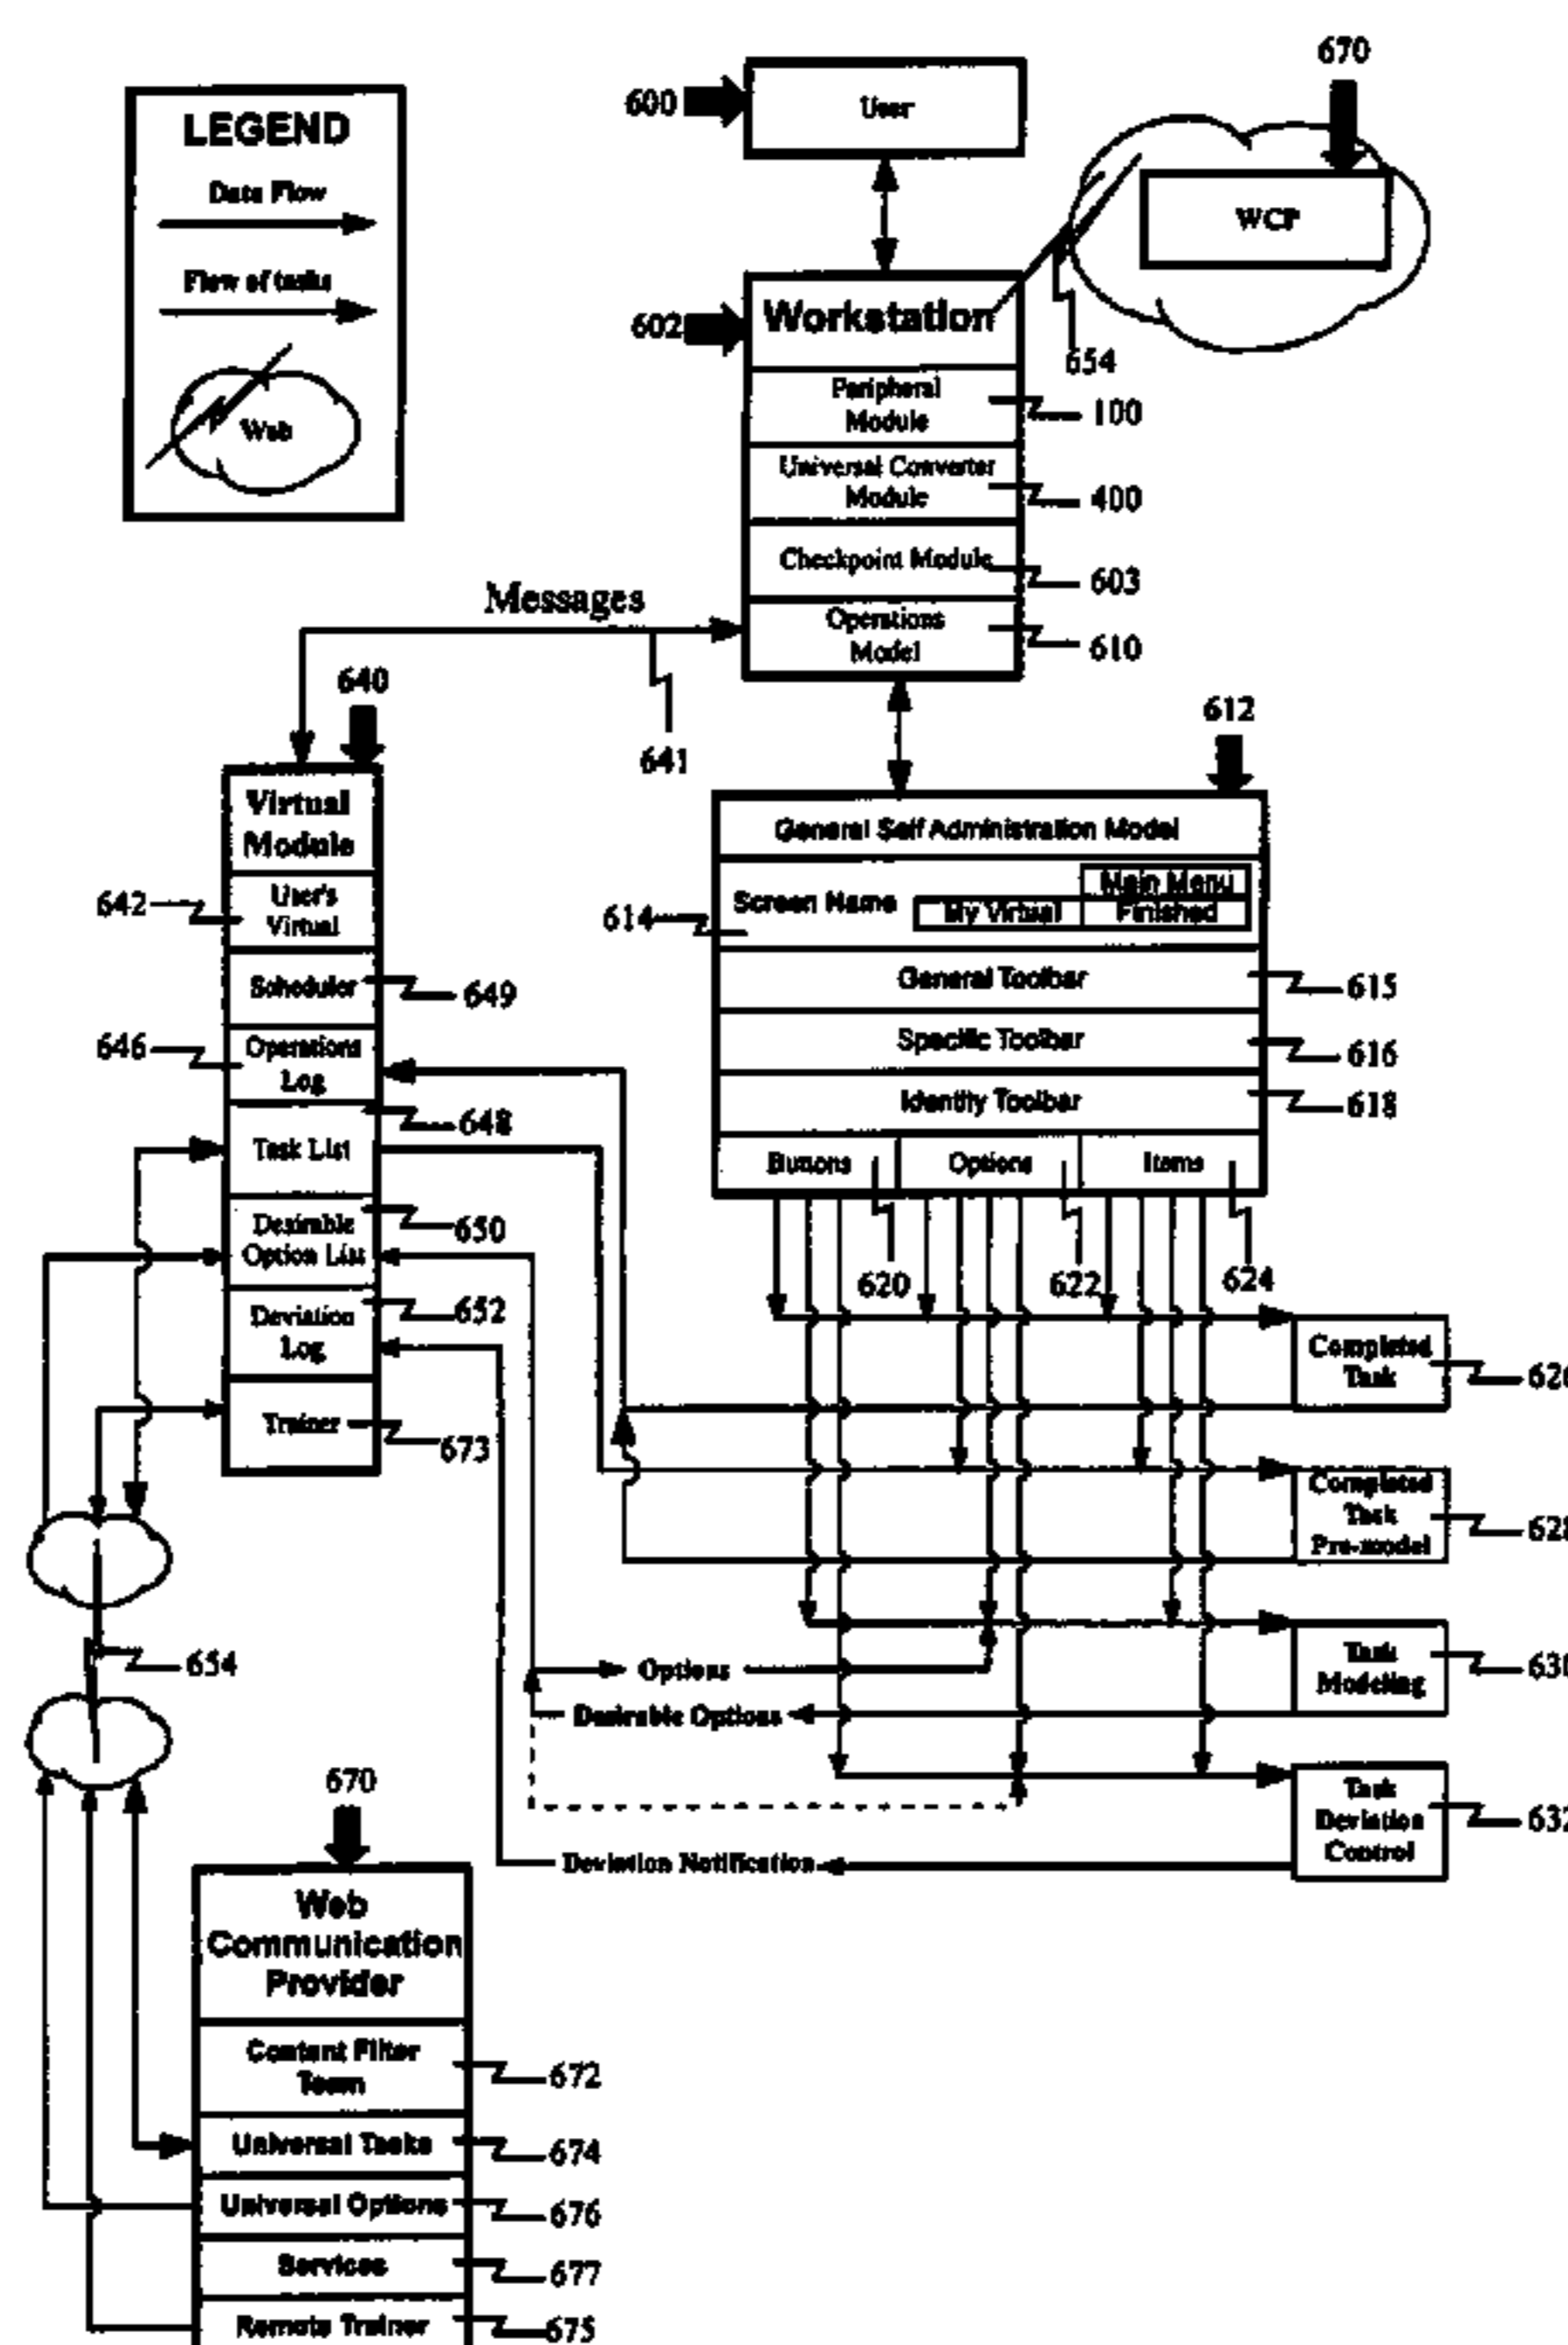 LEGEND
Data Flow
Flow of tasks
Web
600
User
670
WCP
602
Workstation
654
Peripheral
Module
100
Universal Converter
Module
400
Checkpoint Module
603
Operations
Model
610
Messages
641
640
Virtual
Module
642
User's
Virtual
Scheduler
649
646
Operations
Log
648
Task List
Desirable
Option List
650
Deviation
Log
652
Trainer
673
612
General Self Administration Model
614
Screen Name
Main Menu
My Virtual
Finished
General Toolbar
615
Specific Toolbar
616
Identity Toolbar
618
Buttons
Options
Items
620
622
624
Completed
Task
Completed
Task
Pre-model
Task
Modeling
Options
Desirable Options
Task
Deviation
Control
Deviation Notification
632
654
670
Web
Communication
Provider
Content Filter
Team
672
Universal Tasks
674
Universal Options
676
Services
677
Remote Trainer
675